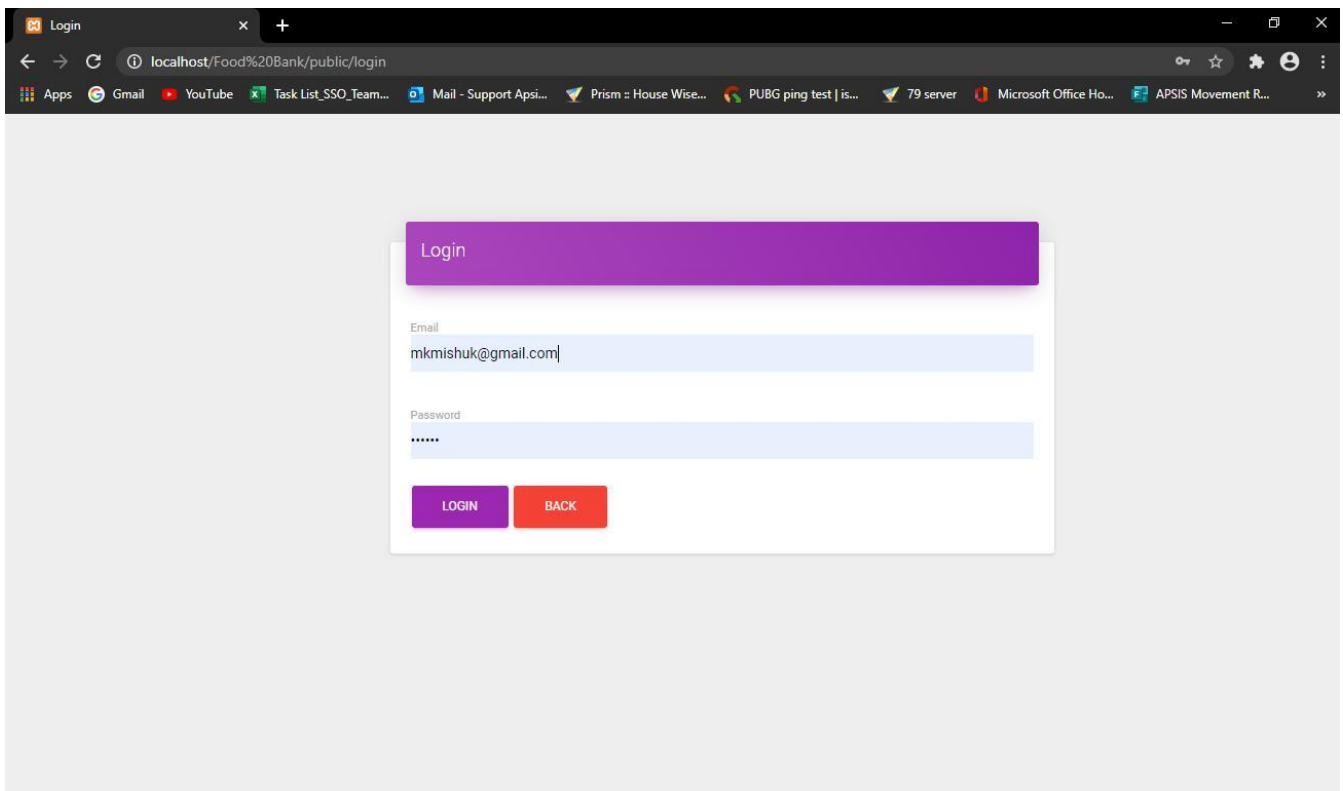 Login
localhost/Food%20Bank/public/login
Apps Gmail YouTube Task List_SSO_Team... Mail - Support Apsi... Prism :: House Wise... PUBG ping test | is... 79 server Microsoft Office Ho... APSIS Movement R... »
Login
Email
mkmishuk@gmail.com
Password
••••••
LOGIN BACK